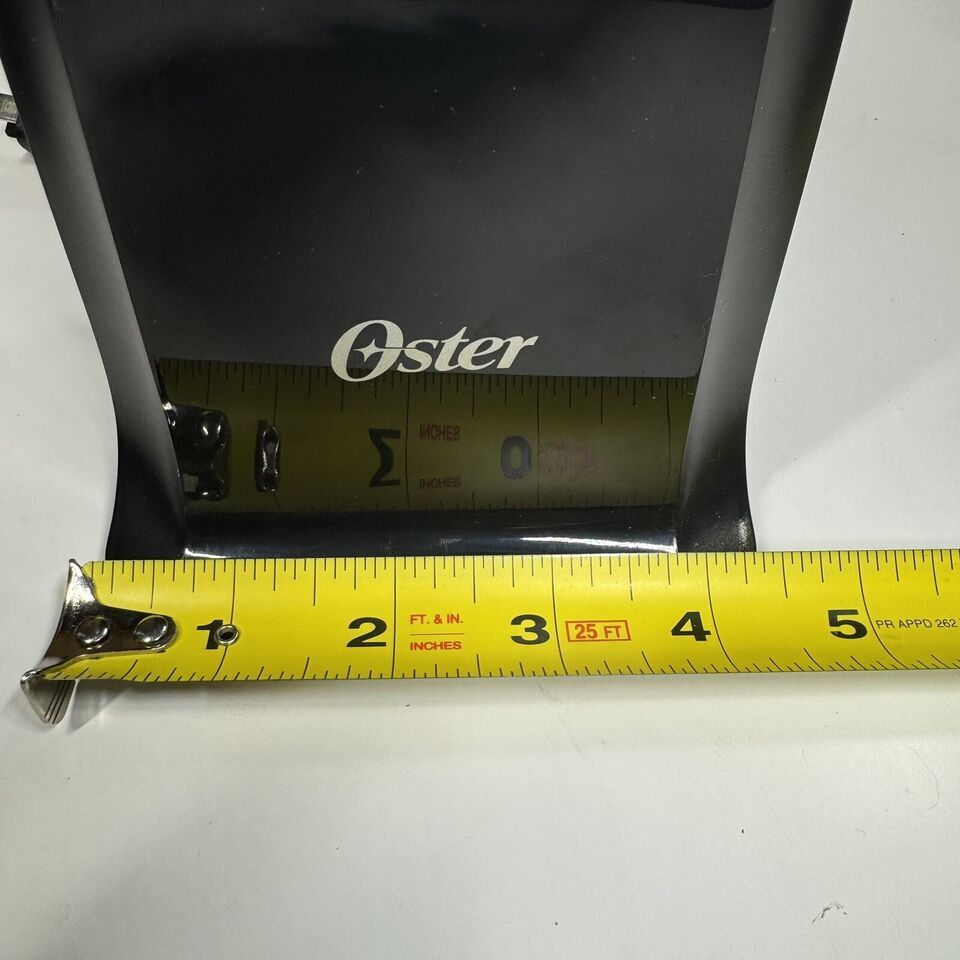 Oster
1 2 FT. & IN. 3 25 FT 4 5 PR APPD 262
INCHES